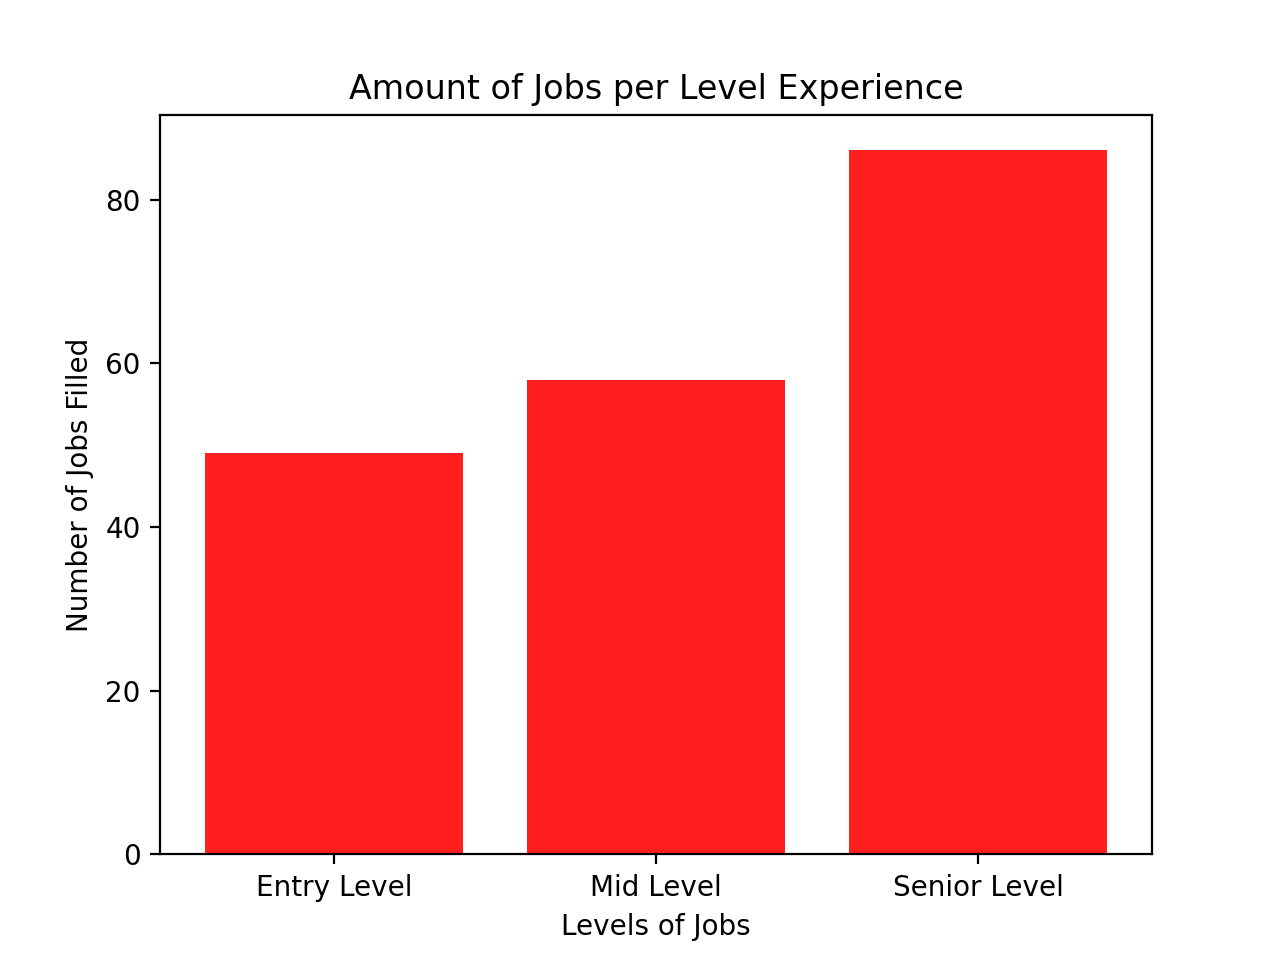 Amount of Jobs per Level Experience
Number of Jobs Filled
80
60
40
20
0
Entry Level
Mid Level
Senior Level
Levels of Jobs